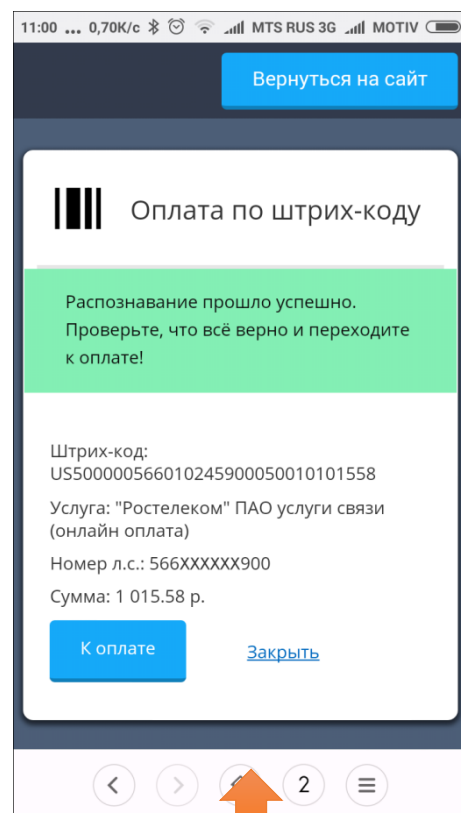 11:00 ... 0,70K/c MTS RUS 3G MOTIV
Вернуться на сайт
Оплата по штрих-коду
Распознавание прошло успешно.
Проверьте, что всё верно и переходите
к оплате!
Штрих-код:
US500000566010245900050010101558
Услуга: "Ростелеком" ПАО услуги связи
(онлайн оплата)
Номер л.с.: 566XXXXXX900
Сумма: 1 015.58 р.
К оплате
Закрыть
2